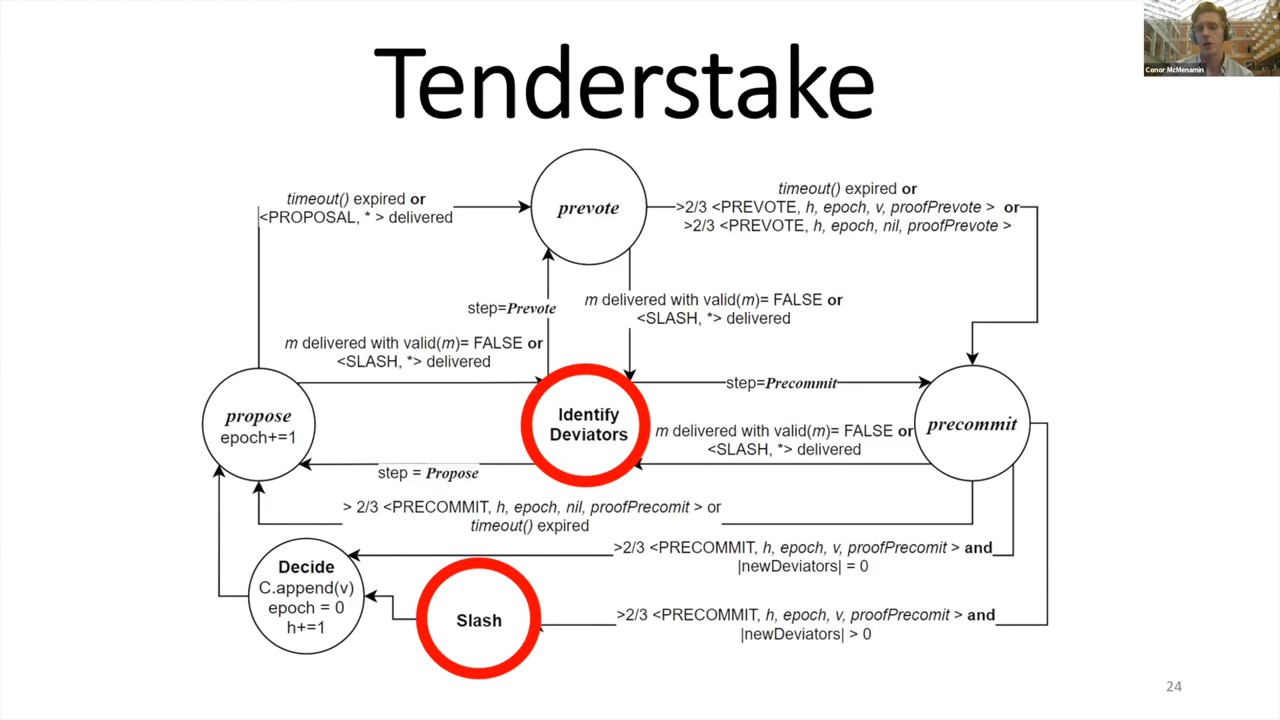 Conor McMenamin
Tenderstake
timeout() expired or
<PROPOSAL, * > delivered
prevote
timeout() expired or
>2/3 <PREVOTE, h, epoch, v, proofPrevote > or
>2/3 <PREVOTE, h, epoch, nil, proofPrevote >
step=Prevote
m delivered with valid(m)= FALSE or
<SLASH, *> delivered
m delivered with valid(m)= FALSE or
<SLASH, *> delivered
propose
epoch+=1
Identify
Deviators
step=Precommit
precommit
m delivered with valid(m)= FALSE or
<SLASH, *> delivered
step = Propose
> 2/3 <PRECOMMIT, h, epoch, nil, proofPrecomit > or
timeout() expired
>2/3 <PRECOMMIT, h, epoch, v, proofPrecomit > and
|newDeviators| = 0
Decide
C.append(v)
epoch = 0
h+=1
Slash
>2/3 <PRECOMMIT, h, epoch, v, proofPrecomit > and
|newDeviators| > 0
24